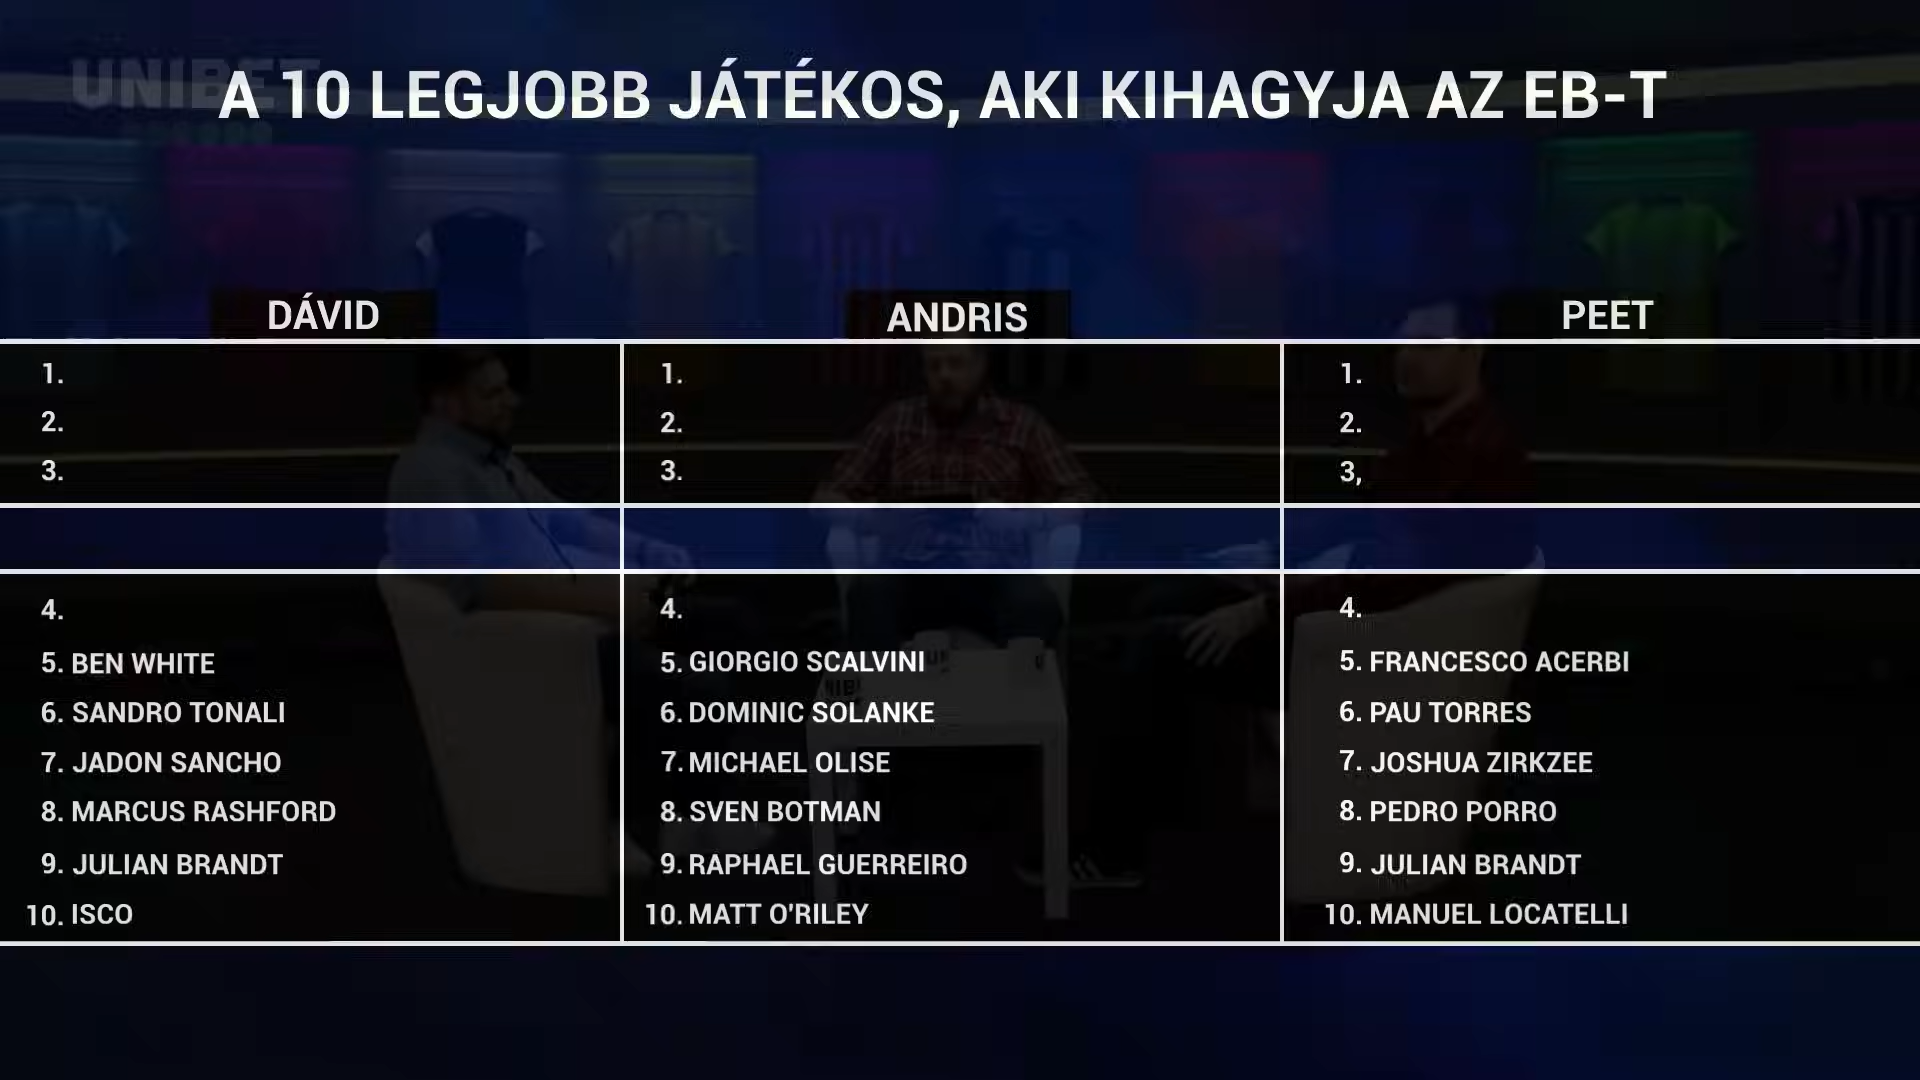 UNIBET
A 10 LEGJOBB JÁTÉKOS, AKI KIHAGYJA AZ EB-T
DÁVID
1.
2.
3.
4.
5. BEN WHITE
6. SANDRO TONALI
7. JADON SANCHO
8. MARCUS RASHFORD
9. JULIAN BRANDT
10. ISCO
ANDRIS
1.
2.
3.
4.
5. GIORGIO SCALVINI
6. DOMINIC SOLANKE
7. MICHAEL OLISE
8. SVEN BOTMAN
9. RAPHAEL GUERREIRO
10. MATT O'RILEY
PEET
1.
2.
3,
4.
5. FRANCESCO ACERBI
6. PAU TORRES
7. JOSHUA ZIRKZEE
8. PEDRO PORRO
9. JULIAN BRANDT
10. MANUEL LOCATELLI